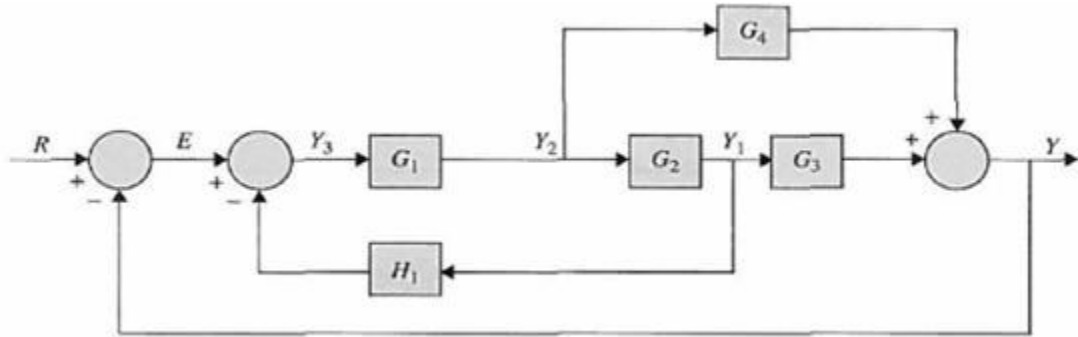 G₄
R
E
Y₃
G₁
Y₂
G₂
Y₁
G₃
Y
H₁
+
−
+
−
+
+